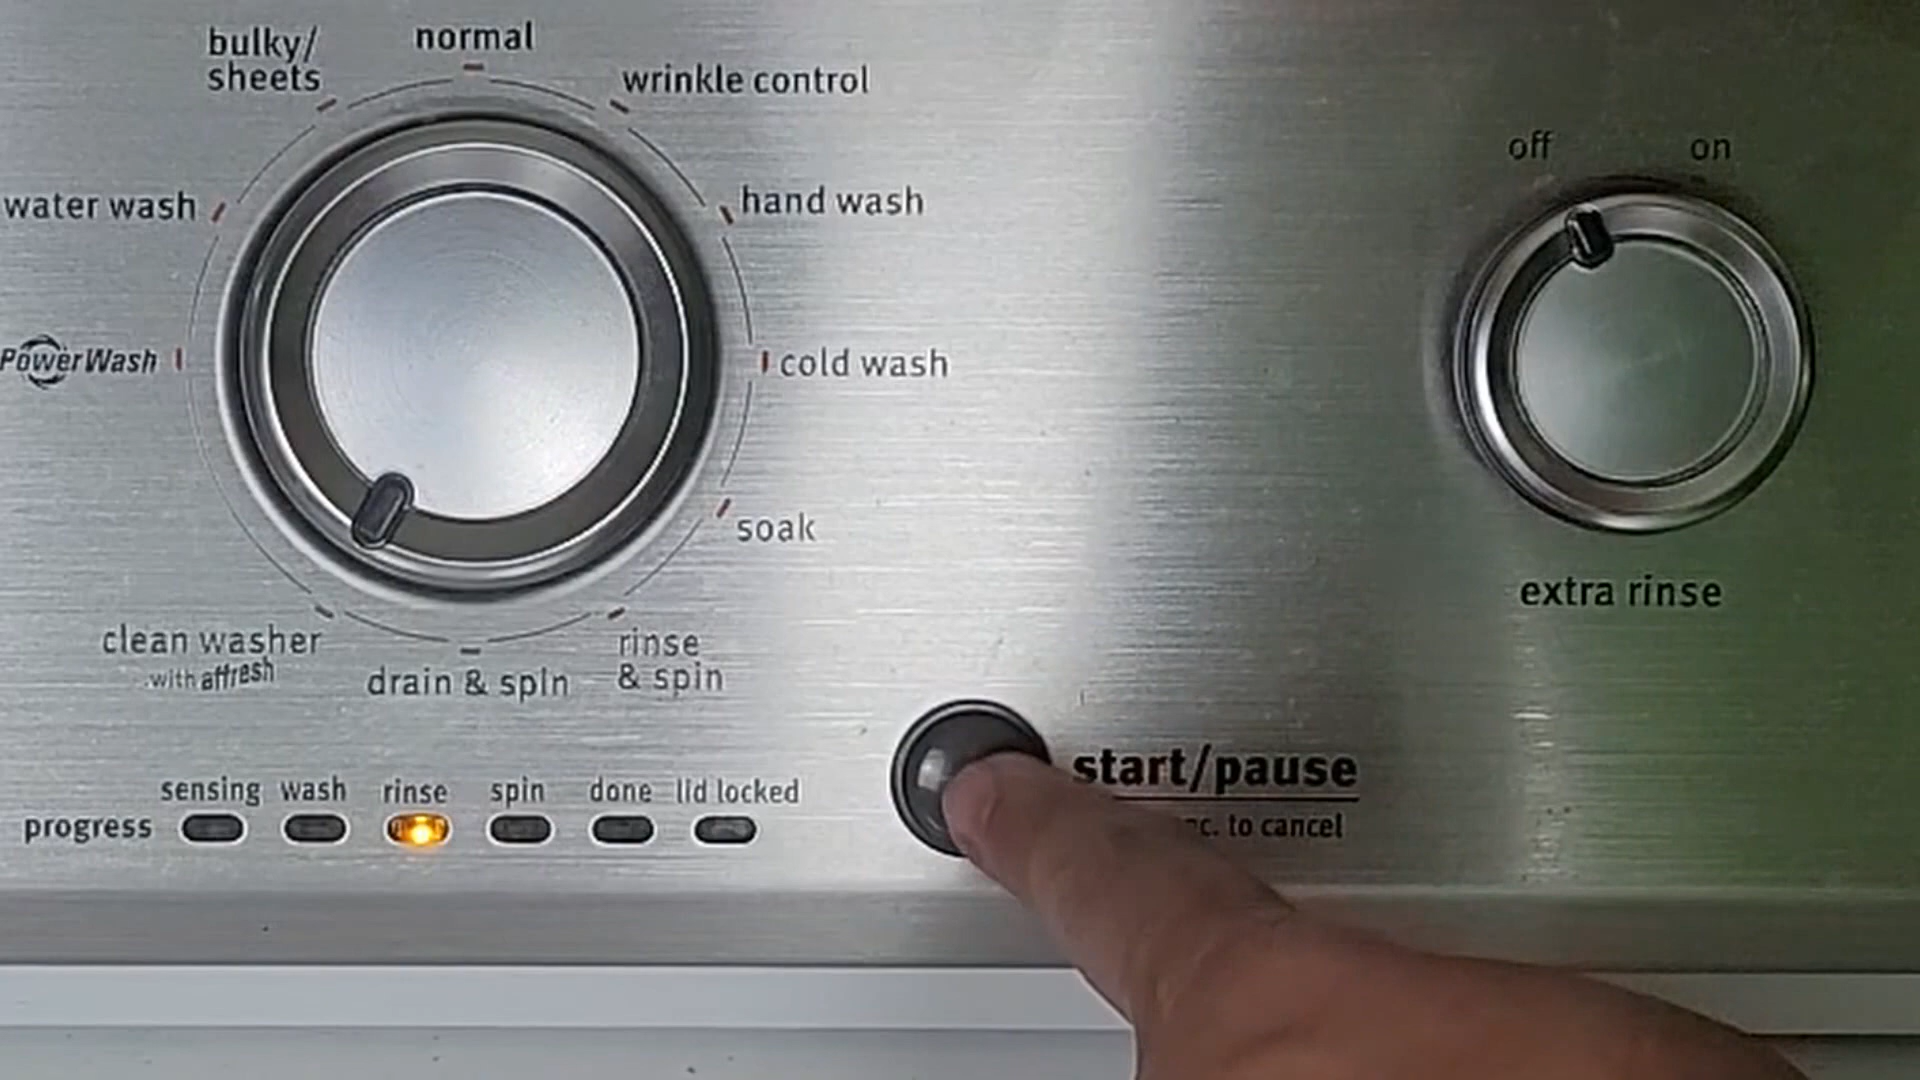 bulky/
sheets
normal
wrinkle control
off
on
water wash
hand wash
PowerWash
cold wash
soak
extra rinse
clean washer
with affresh
drain & spin
rinse
& spin
start/pause
to cancel
sensing
wash
rinse
spin
done
lid locked
progress